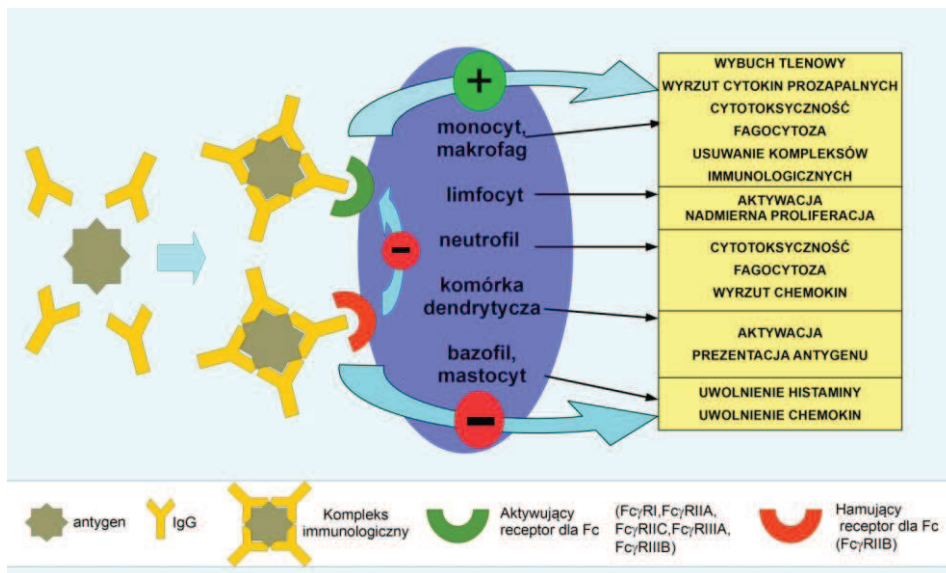 +
monocyt,
makrofag
limfocyt
neutrofil
komórka
dendrytycza
bazofil,
mastocyt
-
-
WYBUCH TLENOWY
WYRZUT CYTOKIN PROZAPALNYCH
CYTOTOKSYCZNOŚĆ
FAGOCYTOZA
USUWANIE KOMPLEKSÓW
IMMUNOLOGICZNYCH
AKTYWACJA
NADMIERNA PROLIFERACJA
CYTOTOKSYCZNOŚĆ
FAGOCYTOZA
WYRZUT CHEMOKIN
AKTYWACJA
PREZENTACJA ANTYGENU
UWOLNIENIE HISTAMINY
UWOLNIENIE CHEMOKIN
antygen
IgG
Kompleks
immunologiczny
Aktywujący
receptor dla Fc
(FcγRI,FcγRIIA,
FcγRIIC,FcγRIIIA,
FcγRIIIB)
Hamujący
receptor dla Fc
(FcγRIIB)